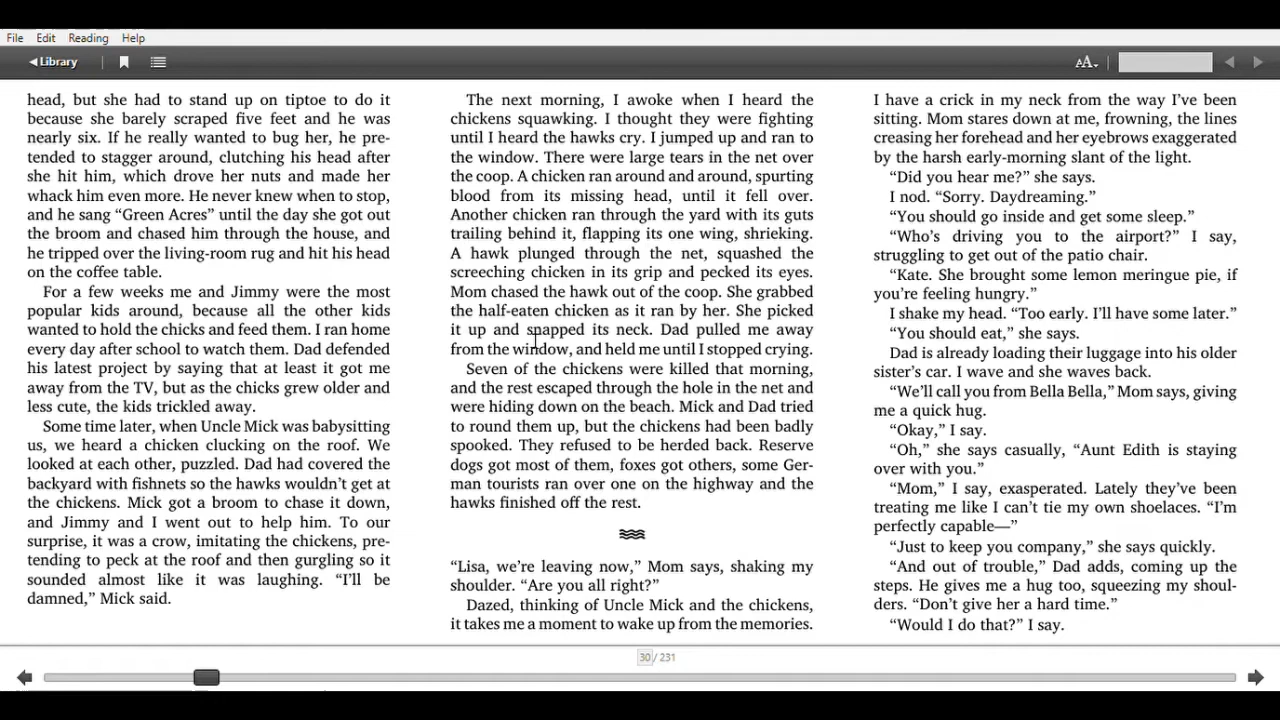 File Edit Reading Help
Library
AA
head, but she had to stand up on tiptoe to do it
because she barely scraped five feet and he was
nearly six. If he really wanted to bug her, he pre-
tended to stagger around, clutching his head after
she hit him, which drove her nuts and made her
whack him even more. He never knew when to stop,
and he sang “Green Acres” until the day she got out
the broom and chased him through the house, and
he tripped over the living-room rug and hit his head
on the coffee table.
For a few weeks me and Jimmy were the most
popular kids around, because all the other kids
wanted to hold the chicks and feed them. I ran home
every day after school to watch them. Dad defended
his latest project by saying that at least it got me
away from the TV, but as the chicks grew older and
less cute, the kids trickled away.
Some time later, when Uncle Mick was babysitting
us, we heard a chicken clucking on the roof. We
looked at each other, puzzled. Dad had covered the
backyard with fishnets so the hawks wouldn’t get at
the chickens. Mick got a broom to chase it down,
and Jimmy and I went out to help him. To our
surprise, it was a crow, imitating the chickens, pre-
tending to peck at the roof and then gurgling so it
sounded almost like it was laughing. “I’ll be
damned,” Mick said.
The next morning, I awoke when I heard the
chickens squawking. I thought they were fighting
until I heard the hawks cry. I jumped up and ran to
the window. There were large tears in the net over
the coop. A chicken ran around and around, spurting
blood from its missing head, until it fell over.
Another chicken ran through the yard with its guts
trailing behind it, flapping its one wing, shrieking.
A hawk plunged through the net, squashed the
screeching chicken in its grip and pecked its eyes.
Mom chased the hawk out of the coop. She grabbed
the half-eaten chicken as it ran by her. She picked
it up and snapped its neck. Dad pulled me away
from the window, and held me until I stopped crying.
Seven of the chickens were killed that morning,
and the rest escaped through the hole in the net and
were hiding down on the beach. Mick and Dad tried
to round them up, but the chickens had been badly
spooked. They refused to be herded back. Reserve
dogs got most of them, foxes got others, some Ger-
man tourists ran over one on the highway and the
hawks finished off the rest.
“Lisa, we’re leaving now,” Mom says, shaking my
shoulder. “Are you all right?”
Dazed, thinking of Uncle Mick and the chickens,
it takes me a moment to wake up from the memories.
I have a crick in my neck from the way I’ve been
sitting. Mom stares down at me, frowning, the lines
creasing her forehead and her eyebrows exaggerated
by the harsh early-morning slant of the light.
“Did you hear me?” she says.
I nod. “Sorry. Daydreaming.”
“You should go inside and get some sleep.”
“Who’s driving you to the airport?” I say,
struggling to get out of the patio chair.
“Kate. She brought some lemon meringue pie, if
you’re feeling hungry.”
I shake my head. “Too early. I’ll have some later.”
“You should eat,” she says.
Dad is already loading their luggage into his older
sister’s car. I wave and she waves back.
“We’ll call you from Bella Bella,” Mom says, giving
me a quick hug.
“Okay,” I say.
“Oh,” she says casually, “Aunt Edith is staying
over with you.”
“Mom,” I say, exasperated. Lately they’ve been
treating me like I can’t tie my own shoelaces. “I’m
perfectly capable—”
“Just to keep you company,” she says quickly.
“And out of trouble,” Dad adds, coming up the
steps. He gives me a hug too, squeezing my shoul-
ders. “Don’t give her a hard time.”
“Would I do that?” I say.
30 / 231